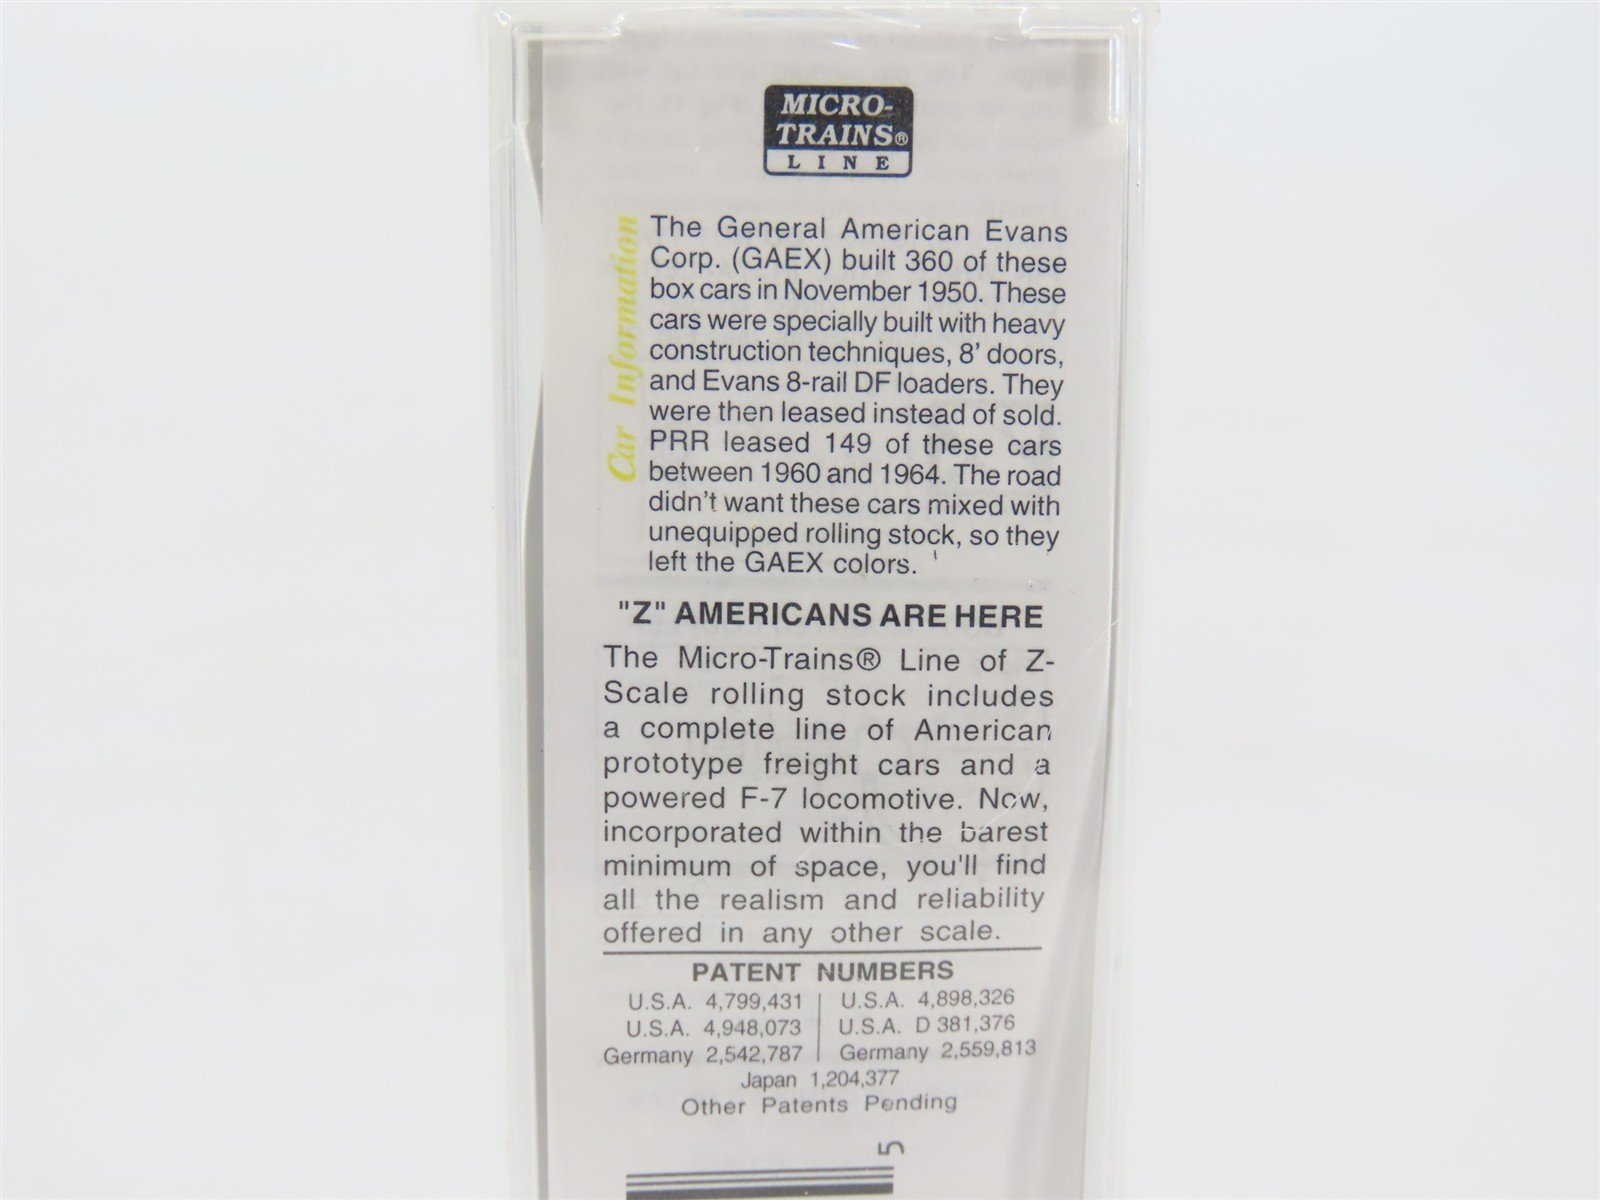 MICRO-
TRAINS®
LINE
Car Information
The General American Evans
Corp. (GAEX) built 360 of these
box cars in November 1950. These
cars were specially built with heavy
construction techniques, 8' doors,
and Evans 8-rail DF loaders. They
were then leased instead of sold.
PRR leased 149 of these cars
between 1960 and 1964. The road
didn't want these cars mixed with
unequipped rolling stock, so they
left the GAEX colors.
"Z" AMERICANS ARE HERE
The Micro-Trains® Line of Z-
Scale rolling stock includes
a complete line of American
prototype freight cars and a
powered F-7 locomotive. Now,
incorporated within the barest
minimum of space, you'll find
all the realism and reliability
offered in any other scale.
PATENT NUMBERS
U.S.A. 4,799,431 | U.S.A. 4,898,326
U.S.A. 4,948,073 | U.S.A. D 381,376
Germany 2,542,787 | Germany 2,559,813
Japan 1,204,377
Other Patents Pending
5